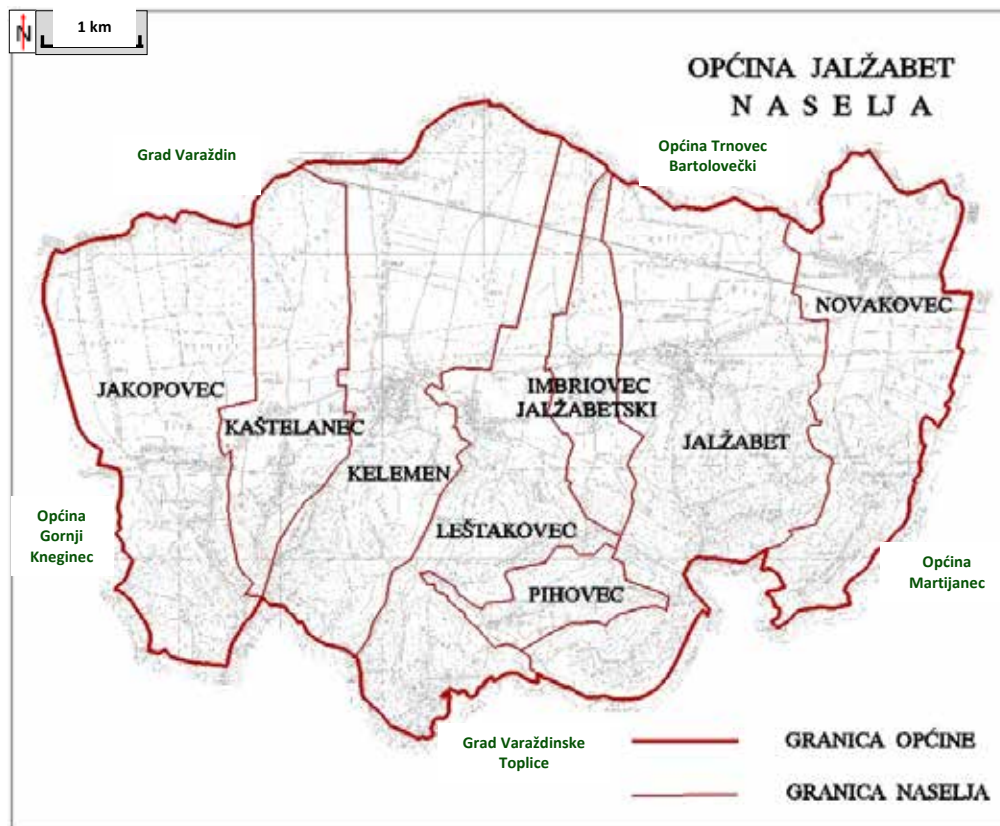 N
1 km
OPĆINA JALŽABET
NASELJA
Grad Varaždin
Općina Trnovec
Bartolovečki
NOVAKOVEC
JAKOPOVEC
IMBRIOVEC
JALŽABETSKI
KAŠTELANEC
JALŽABET
KELEMEN
Općina
Gornji
Kneginec
LEŠTAKOVEC
Općina
Martijanec
PIHOVEC
Grad Varaždinske
Toplice
GRANICA OPĆINE
GRANICA NASELJA